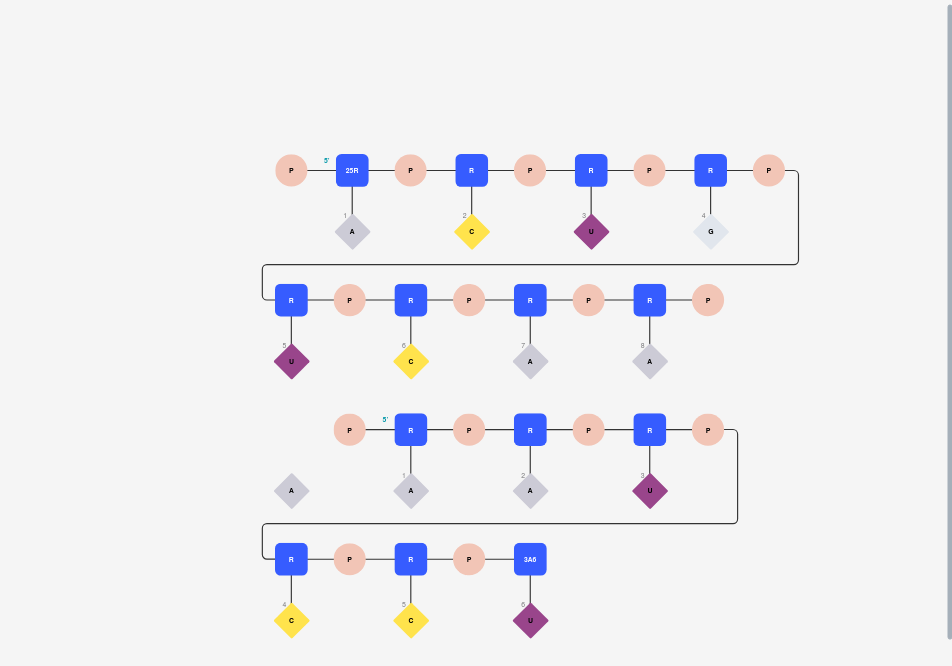 P 5' 25R P R P R P R P
1 2 3 4
A C U G
R P R P R P R P
5 6 7 8
U C A A
P 5' R P R P R P
1 2 3
A A A U
R P R P 3A6
4 5 6
C C U